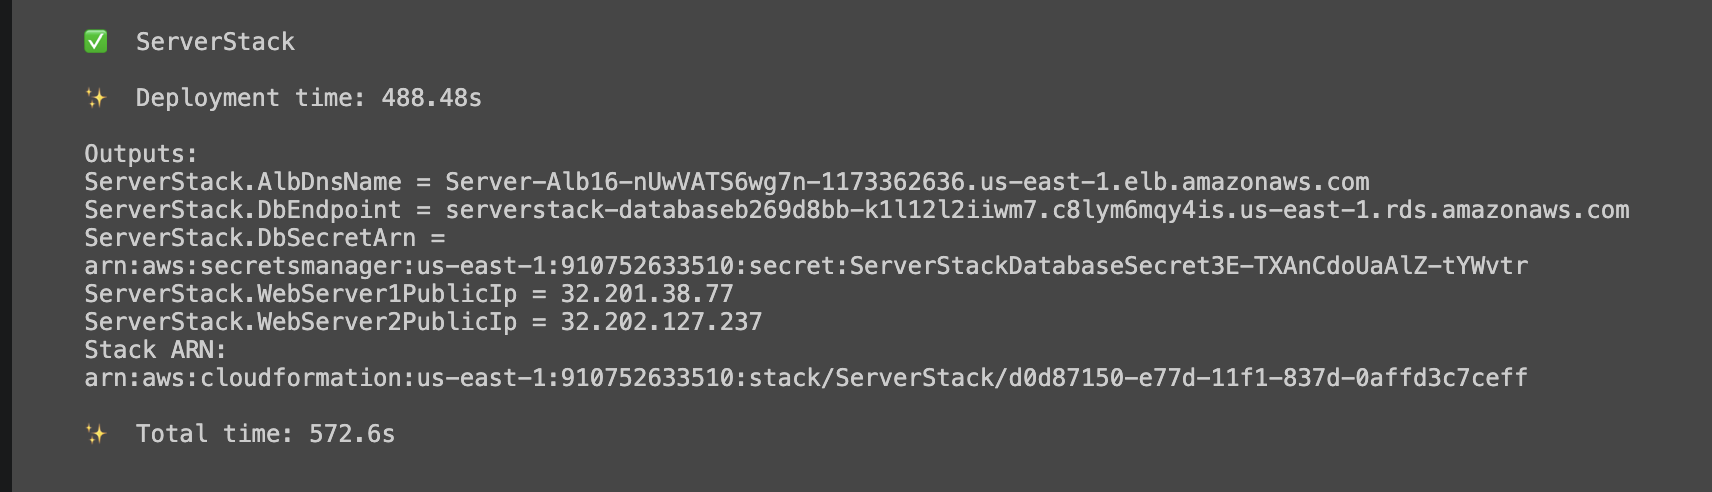 ✅  ServerStack
✨  Deployment time: 488.48s
Outputs:
ServerStack.AlbDnsName = Server-Alb16-nUwVATS6wg7n-1173362636.us-east-1.elb.amazonaws.com
ServerStack.DbEndpoint = serverstack-databaseb269d8bb-k1l12l2iiwm7.c8lym6mqy4is.us-east-1.rds.amazonaws.com
ServerStack.DbSecretArn =
arn:aws:secretsmanager:us-east-1:910752633510:secret:ServerStackDatabaseSecret3E-TXAnCdoUaAlZ-tYWvtr
ServerStack.WebServer1PublicIp = 32.201.38.77
ServerStack.WebServer2PublicIp = 32.202.127.237
Stack ARN:
arn:aws:cloudformation:us-east-1:910752633510:stack/ServerStack/d0d87150-e77d-11f1-837d-0affd3c7ceff
✨  Total time: 572.6s